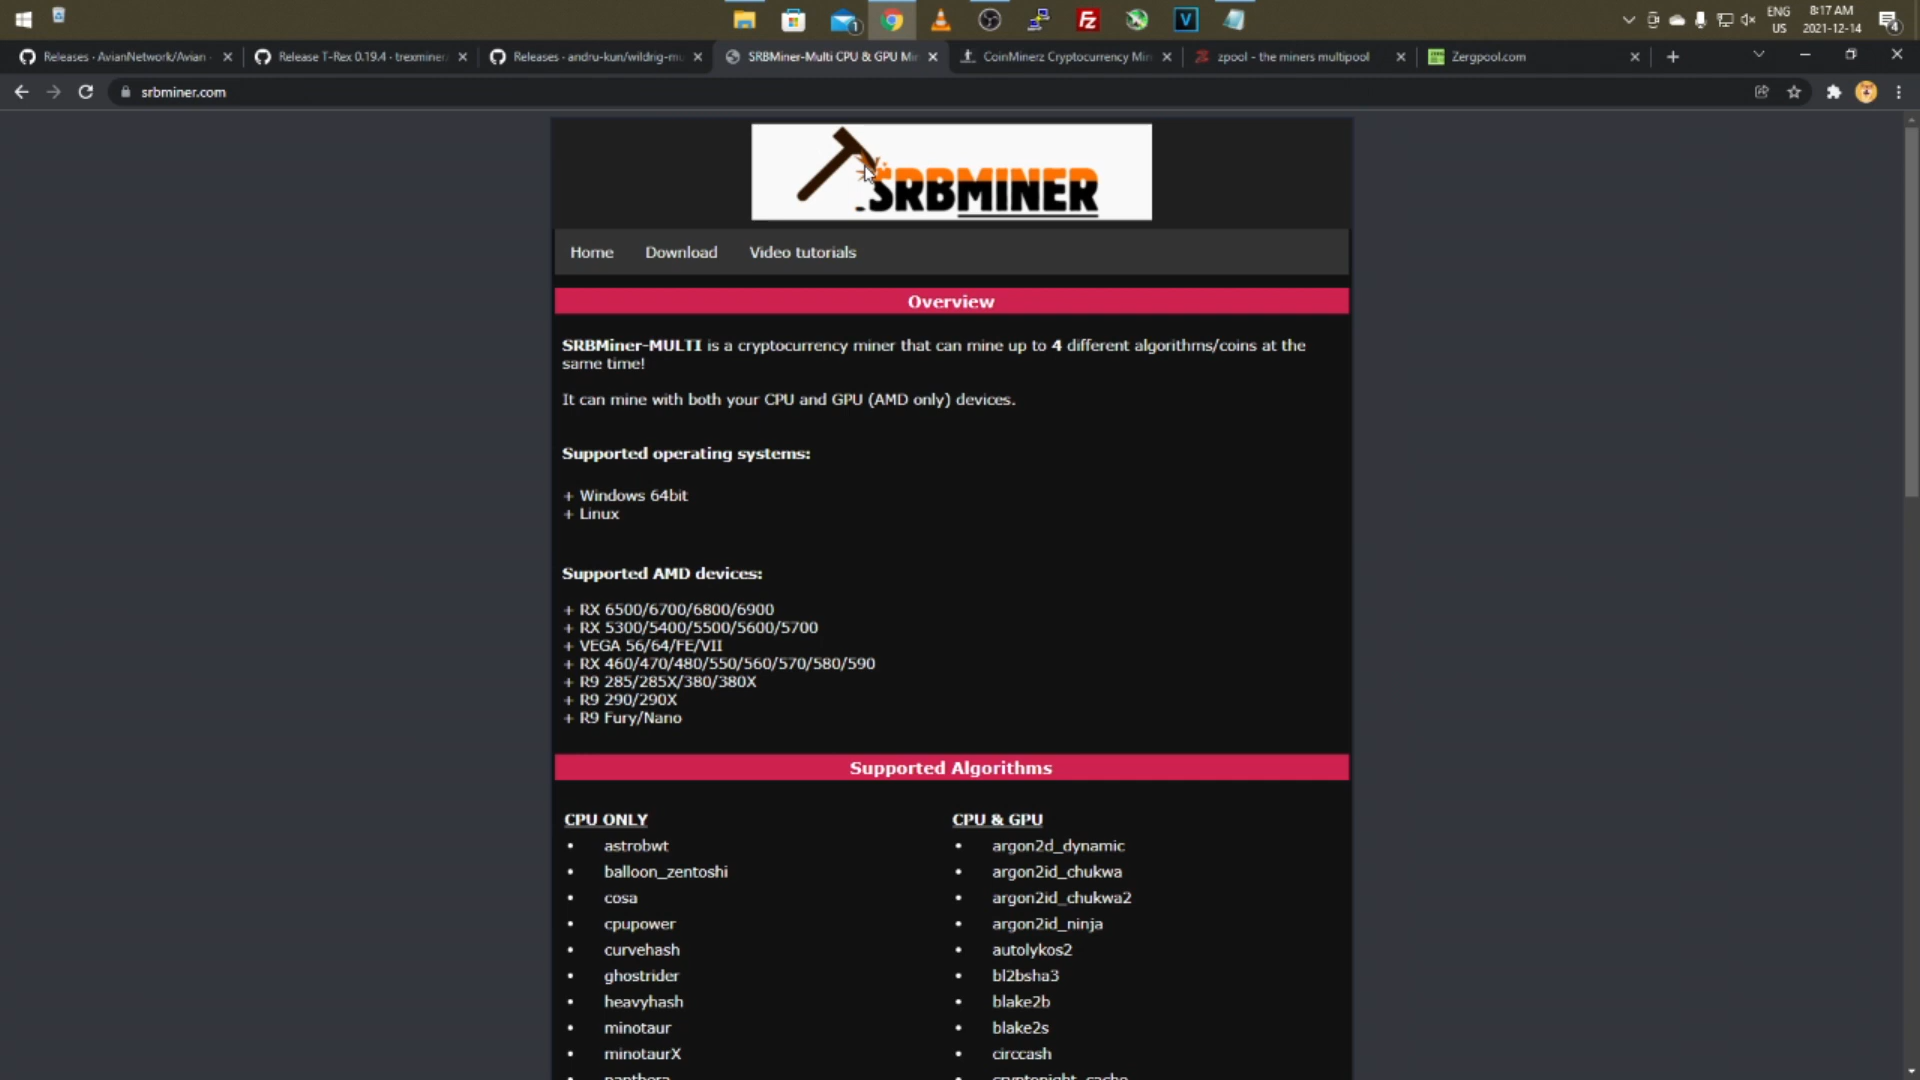 1
ENG
US
8:17 AM
2021-12-14
4
Releases · AvianNetwork/Avian
Release T-Rex 0.19.4 · trexminer
Releases · andru-kun/wildrig-mu
SRBMiner-Multi CPU & GPU Min
CoinMinerz Cryptocurrency Min
zpool - the miners multipool
Zergpool.com
srbminer.com
SRBMINER
Home
Download
Video tutorials
Overview
SRBMiner-MULTI is a cryptocurrency miner that can mine up to 4 different algorithms/coins at the
same time!
It can mine with both your CPU and GPU (AMD only) devices.
Supported operating systems:
+ Windows 64bit
+ Linux
Supported AMD devices:
+ RX 6500/6700/6800/6900
+ RX 5300/5400/5500/5600/5700
+ VEGA 56/64/FE/VII
+ RX 460/470/480/550/560/570/580/590
+ R9 285/285X/380/380X
+ R9 290/290X
+ R9 Fury/Nano
Supported Algorithms
CPU ONLY
• astrobwt
• balloon_zentoshi
• cosa
• cpupower
• curvehash
• ghostrider
• heavyhash
• minotaur
• minotaurX
panthera
CPU & GPU
• argon2d_dynamic
• argon2id_chukwa
• argon2id_chukwa2
• argon2id_ninja
• autolykos2
• bl2bsha3
• blake2b
• blake2s
• circcash
cryptonight_cache